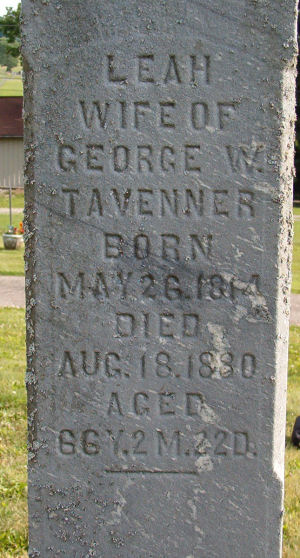 LEAH
WIFE OF
GEORGE W.
TAVENNER
BORN
MAY 26.1814
DIED
AUG.18.1880
AGED
66Y.2M.22D.